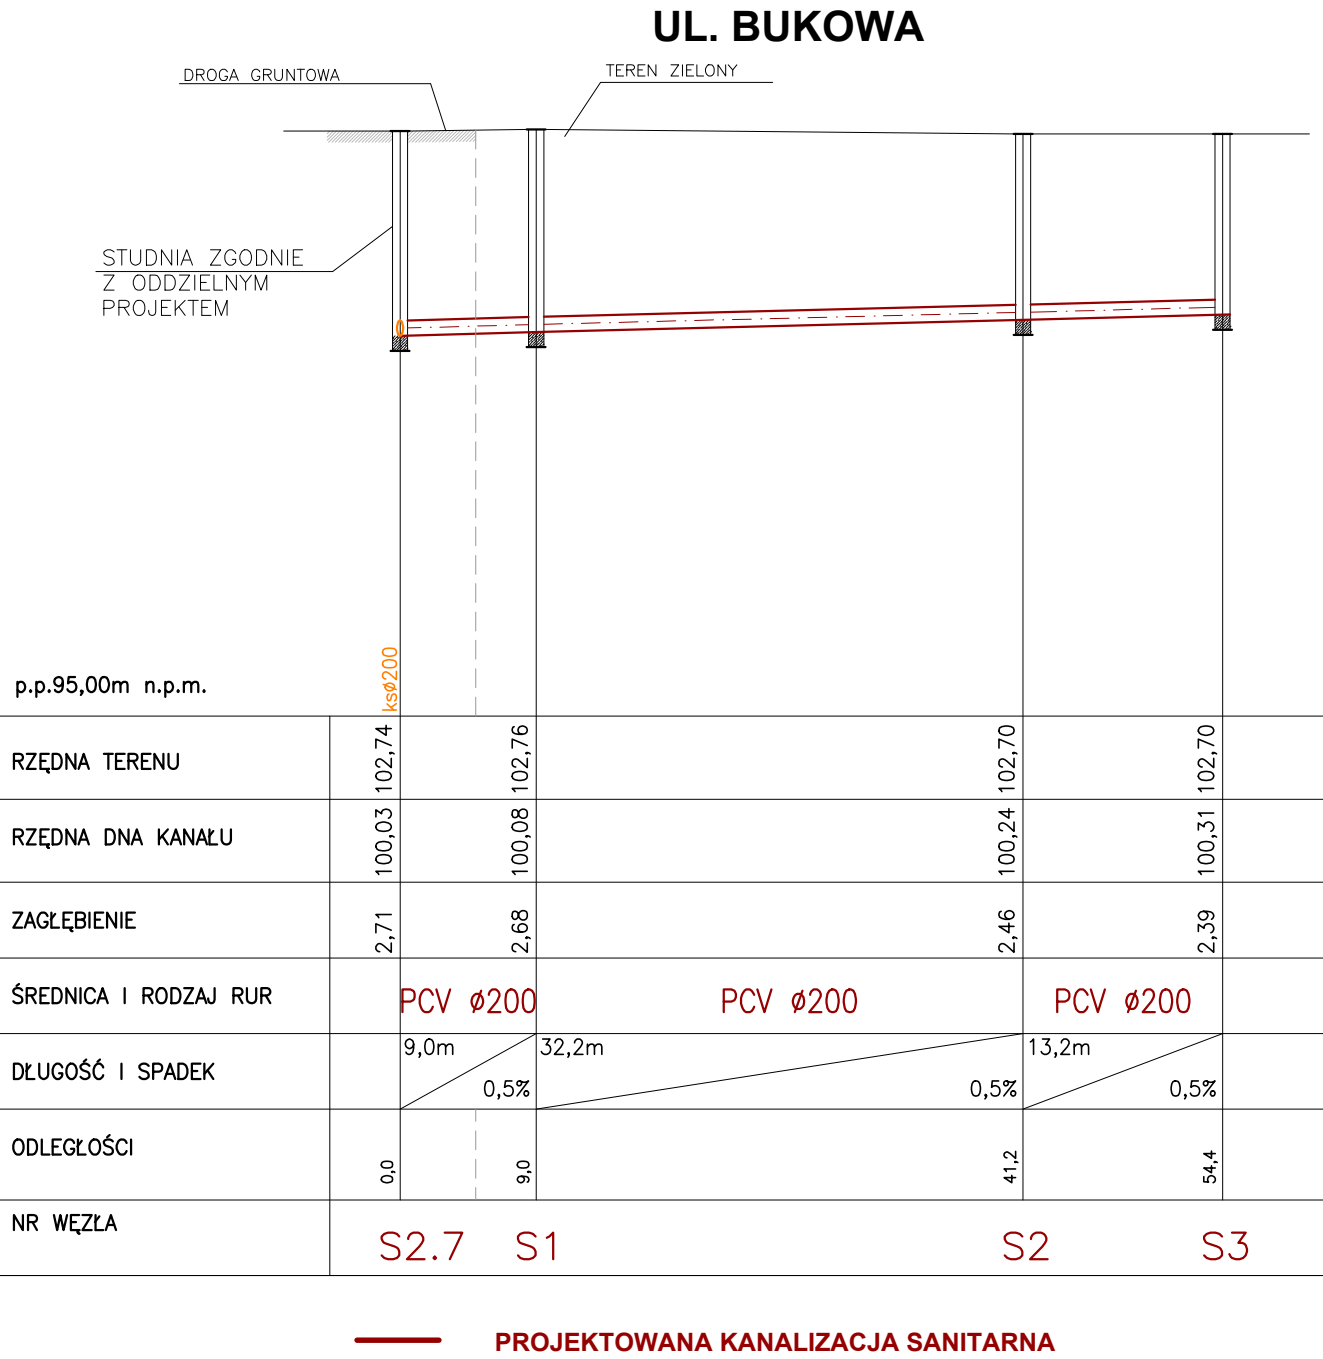 UL. BUKOWA
DROGA GRUNTOWA
TEREN ZIELONY
STUDNIA ZGODNIE
Z ODDZIELNYM
PROJEKTEM
ksø200
p.p.95,00m n.p.m.
RZĘDNA TERENU 102,74 102,76 102,70 102,70
RZĘDNA DNA KANAŁU 100,03 100,08 100,24 100,31
ZAGŁĘBIENIE 2,71 2,68 2,46 2,39
ŚREDNICA I RODZAJ RUR PCV ø200 PCV ø200 PCV ø200
9,0m 32,2m 13,2m
DŁUGOŚĆ I SPADEK
0,5% 0,5% 0,5%
ODLEGŁOŚCI 0,0 9,0 41,2 54,4
NR WĘZŁA S2.7 S1 S2 S3
PROJEKTOWANA KANALIZACJA SANITARNA